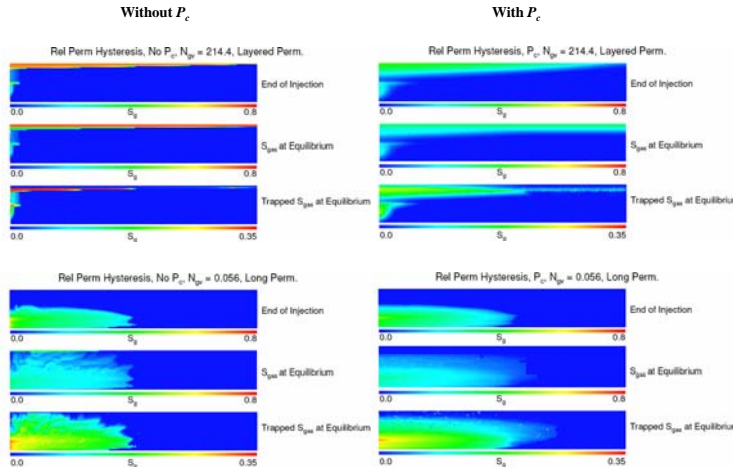 Without Pc
With Pc
Rel Perm Hysteresis, No Pc, Ngv = 214.4, Layered Perm.
End of Injection
0.0 Sg 0.8
Sgas at Equilibrium
0.0 Sg 0.8
Trapped Sgas at Equilibrium
0.0 Sg 0.35
Rel Perm Hysteresis, Pc, Ngv = 214.4, Layered Perm.
End of Injection
0.0 Sg 0.8
Sgas at Equilibrium
0.0 Sg 0.8
Trapped Sgas at Equilibrium
0.0 Sg 0.35
Rel Perm Hysteresis, No Pc, Ngv = 0.056, Long Perm.
End of Injection
0.0 Sg 0.8
Sgas at Equilibrium
0.0 Sg 0.8
Trapped Sgas at Equilibrium
0.0 Sg 0.35
Rel Perm Hysteresis, Pc, Ngv = 0.056, Long Perm.
End of Injection
0.0 Sg 0.8
Sgas at Equilibrium
0.0 Sg 0.8
Trapped Sgas at Equilibrium
0.0 Sg 0.35